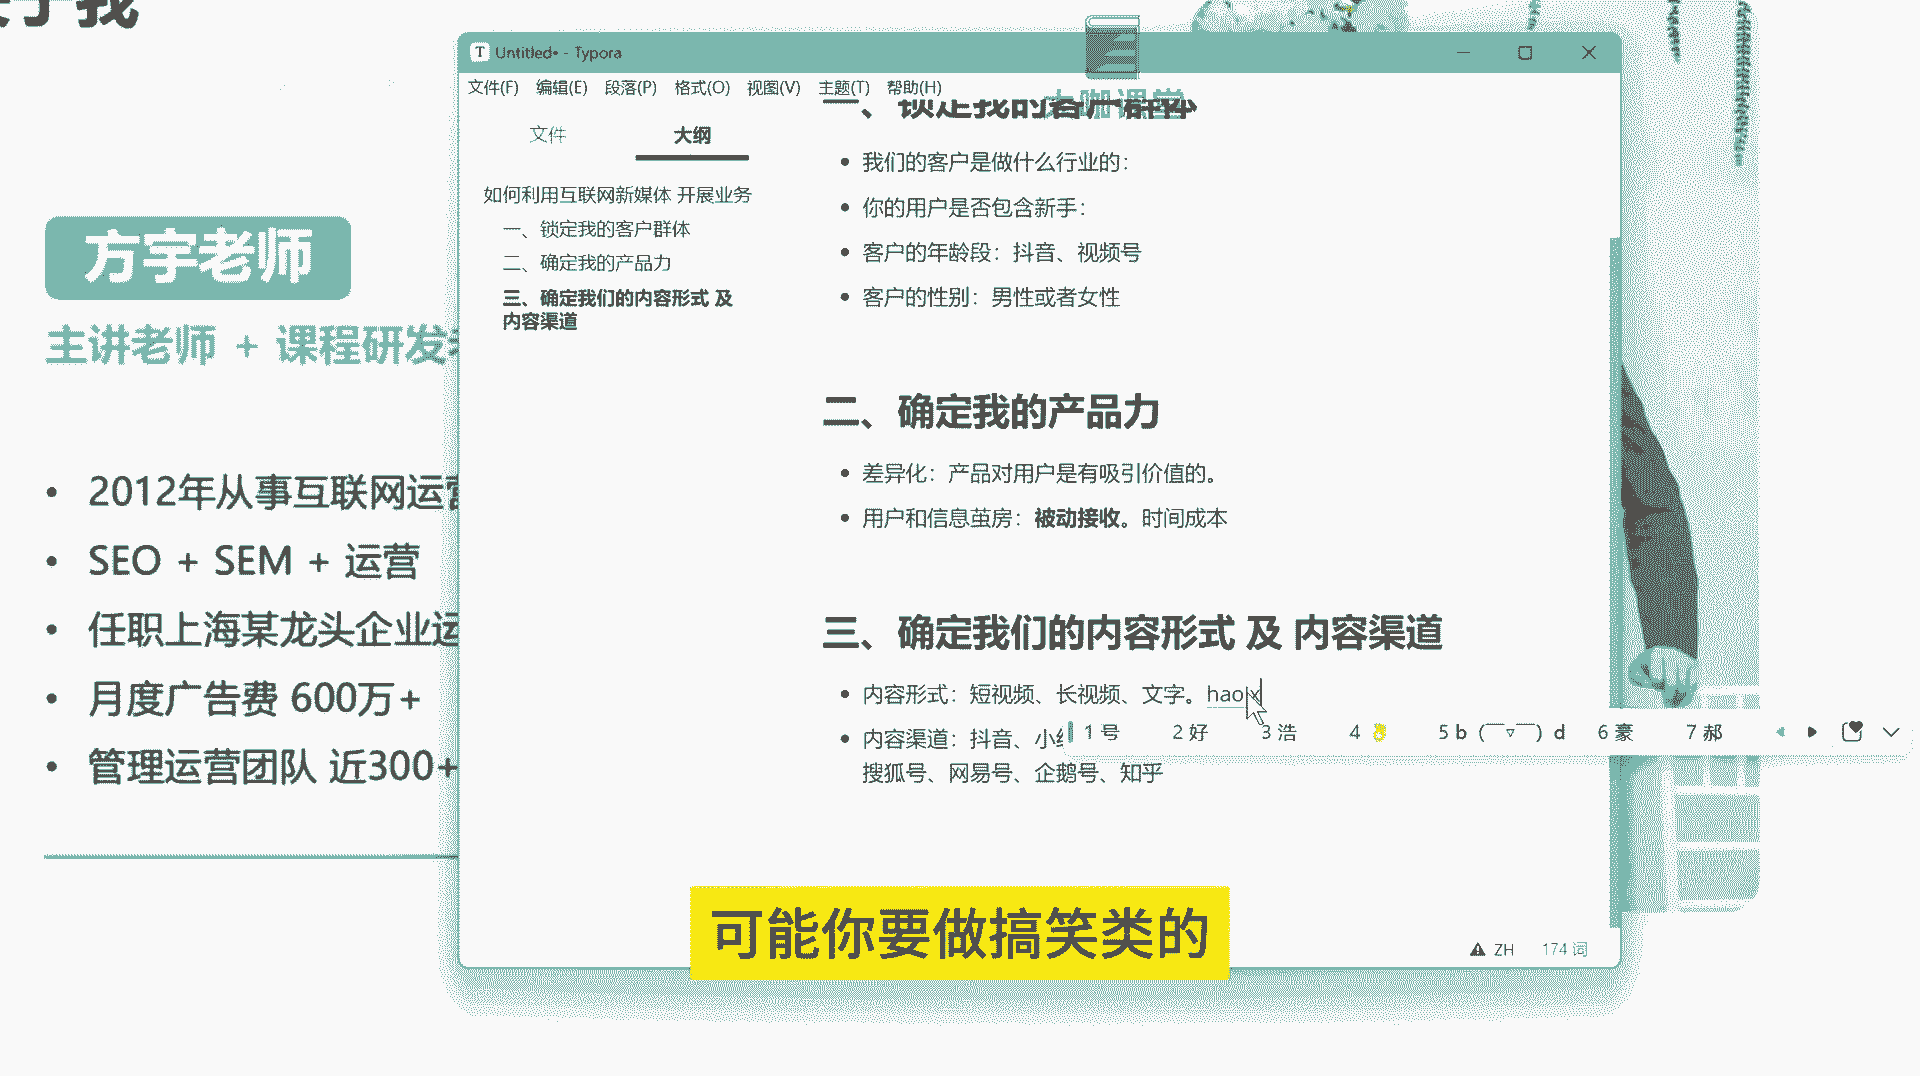 方宇老师
主讲老师 + 课程研发
2012年从事互联网运营
SEO + SEM + 运营
任职上海某龙头企业运
月度广告费 600万+
管理运营团队 近300+
Untitled• - Typora
文件(F) 编辑(E) 段落(P) 格式(O) 视图(V) 主题(T) 帮助(H)
文件 大纲
如何利用互联网新媒体 开展业务
一、锁定我的客户群体
二、确定我的产品力
三、确定我们的内容形式 及
内容渠道
一、锁定我的客户群体
我们的客户是做什么行业的：
你的用户是否包含新手：
客户的年龄段：抖音、视频号
客户的性别：男性或者女性
二、确定我的产品力
差异化：产品对用户是有吸引价值的。
用户和信息茧房：被动接收。时间成本
三、确定我们的内容形式 及 内容渠道
内容形式：短视频、长视频、文字。hao
内容渠道：抖音、小
搜狐号、网易号、企鹅号、知乎
1 号 2 好 3 浩 4 👌 5 b（￣▽￣）d 6 豪 7 郝
ZH 174 词
可能你要做搞笑类的